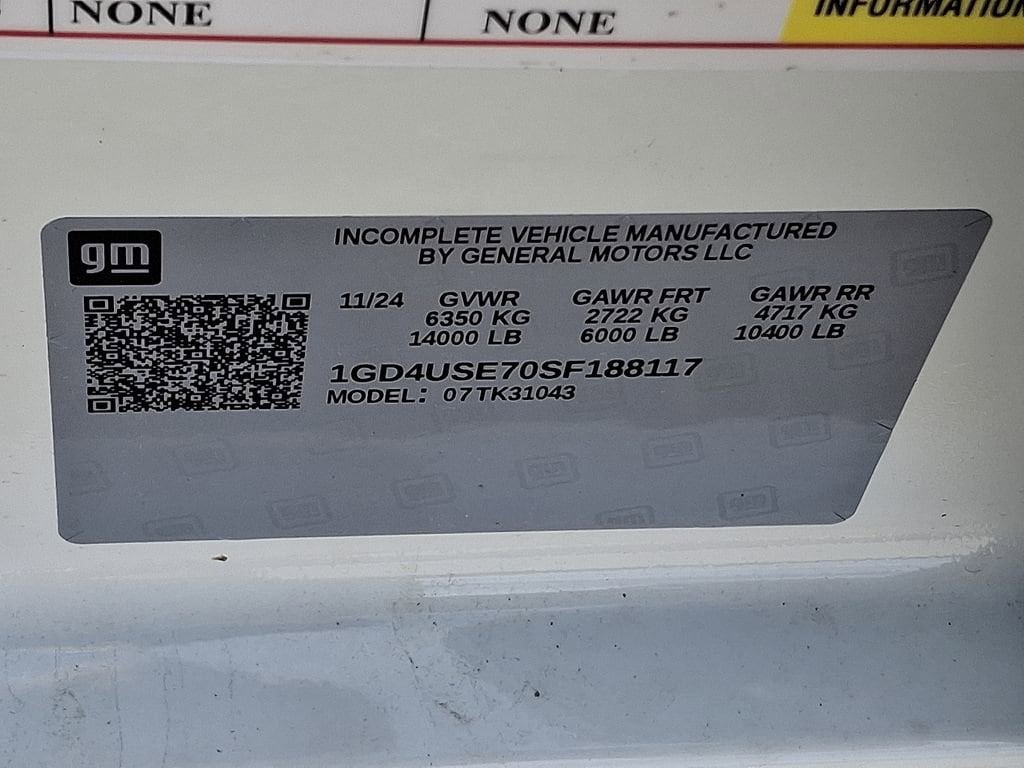 NONE
NONE
INFORMATION
gm
INCOMPLETE VEHICLE MANUFACTURED
BY GENERAL MOTORS LLC
11/24 GVWR GAWR FRT GAWR RR
6350 KG 2722 KG 4717 KG
14000 LB 6000 LB 10400 LB
1GD4USE70SF188117
MODEL: 07TK31043